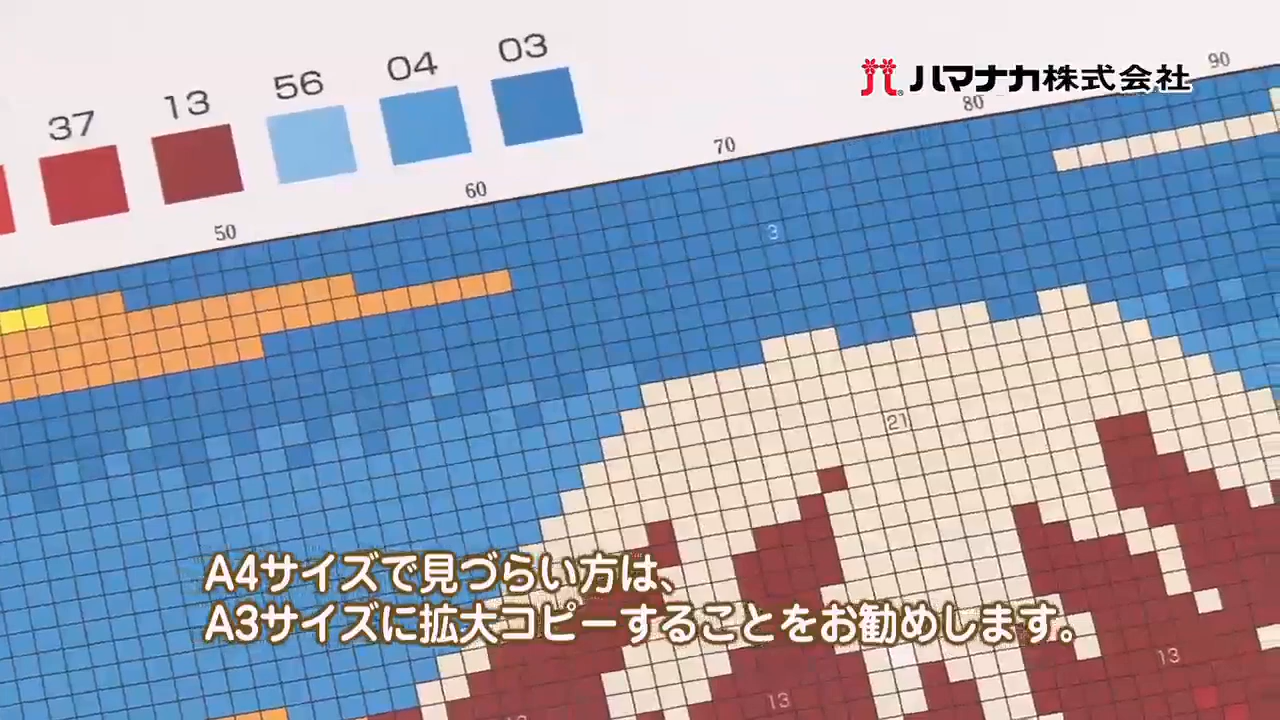 37 13 56 04 03
ハマナカ株式会社
50 60 70 80 90
3
21
A4サイズで見づらい方は、
A3サイズに拡大コピーすることをお勧めします。
13
13